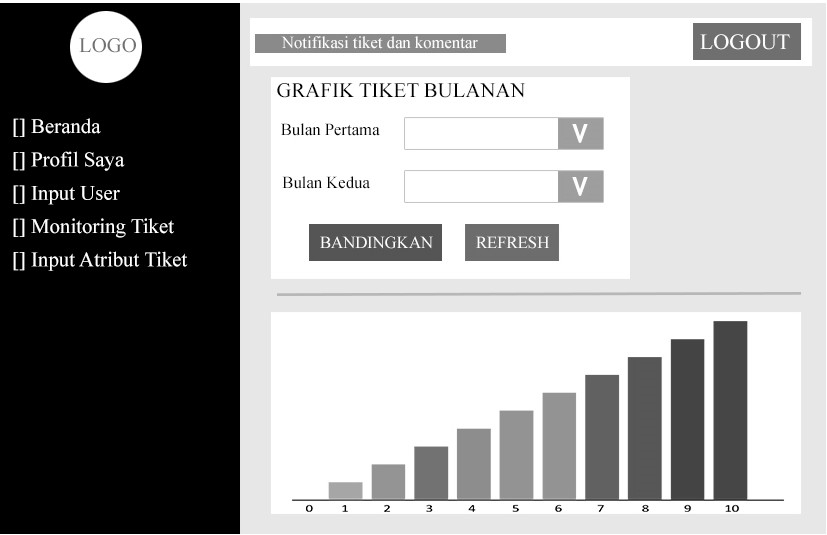 LOGO
[] Beranda
[] Profil Saya
[] Input User
[] Monitoring Tiket
[] Input Atribut Tiket
Notifikasi tiket dan komentar
LOGOUT
GRAFIK TIKET BULANAN
Bulan Pertama
V
Bulan Kedua
V
BANDINGKAN REFRESH
0 1 2 3 4 5 6 7 8 9 10